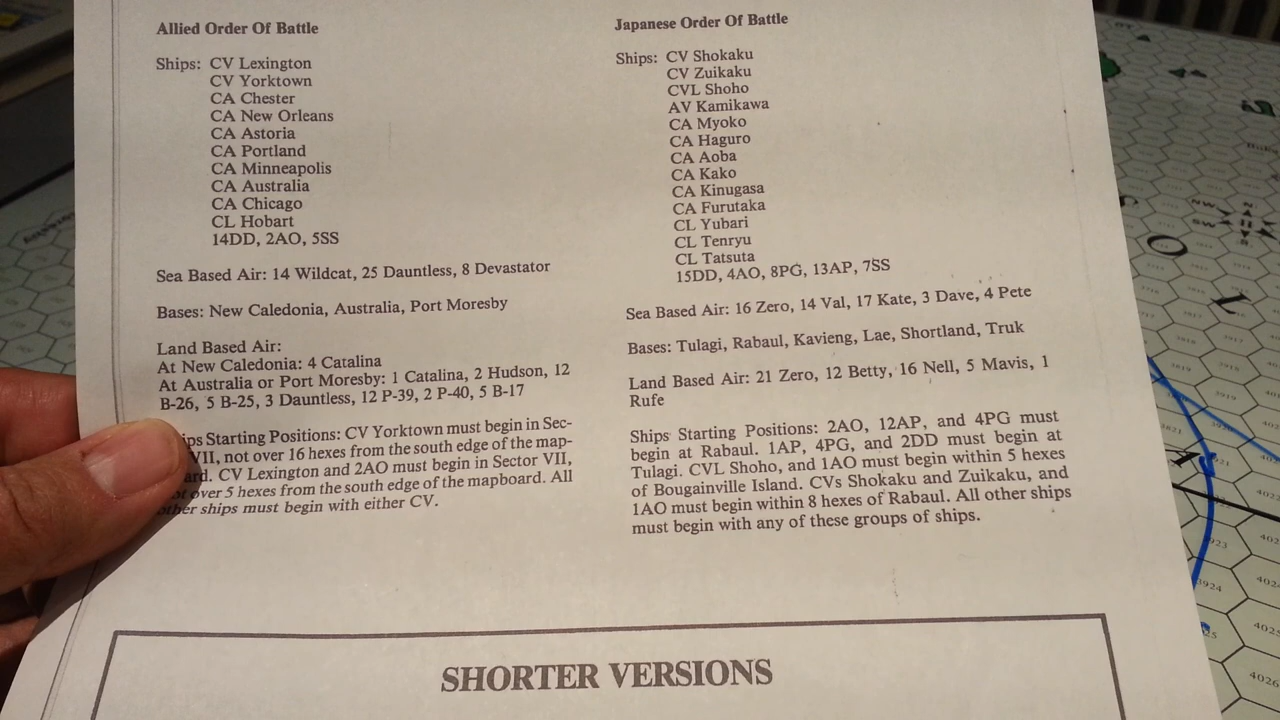 Allied Order Of Battle
Ships: CV Lexington
CV Yorktown
CA Chester
CA New Orleans
CA Astoria
CA Portland
CA Minneapolis
CA Australia
CA Chicago
CL Hobart
14DD, 2AO, 5SS
Sea Based Air: 14 Wildcat, 25 Dauntless, 8 Devastator
Bases: New Caledonia, Australia, Port Moresby
Land Based Air:
At New Caledonia: 4 Catalina
At Australia or Port Moresby: 1 Catalina, 2 Hudson, 12
B-26, 5 B-25, 3 Dauntless, 12 P-39, 2 P-40, 5 B-17
ips Starting Positions: CV Yorktown must begin in Sec-
VII, not over 16 hexes from the south edge of the map-
ard. CV Lexington and 2AO must begin in Sector VII,
ot over 5 hexes from the south edge of the mapboard. All
other ships must begin with either CV.
Japanese Order Of Battle
Ships: CV Shokaku
CV Zuikaku
CVL Shoho
AV Kamikawa
CA Myoko
CA Haguro
CA Aoba
CA Kako
CA Kinugasa
CA Furutaka
CL Yubari
CL Tenryu
CL Tatsuta
15DD, 4AO, 8PG, 13AP, 7SS
Sea Based Air: 16 Zero, 14 Val, 17 Kate, 3 Dave, 4 Pete
Bases: Tulagi, Rabaul, Kavieng, Lae, Shortland, Truk
Land Based Air: 21 Zero, 12 Betty, 16 Nell, 5 Mavis, 1
Rufe
Ships Starting Positions: 2AO, 12AP, and 4PG must
begin at Rabaul. 1AP, 4PG, and 2DD must begin at
Tulagi. CVL Shoho, and 1AO must begin within 5 hexes
of Bougainville Island. CVs Shokaku and Zuikaku, and
1AO must begin within 8 hexes of Rabaul. All other ships
must begin with any of these groups of ships.
SHORTER VERSIONS
NW
N
SW
3819
3919
3821
3924
4026